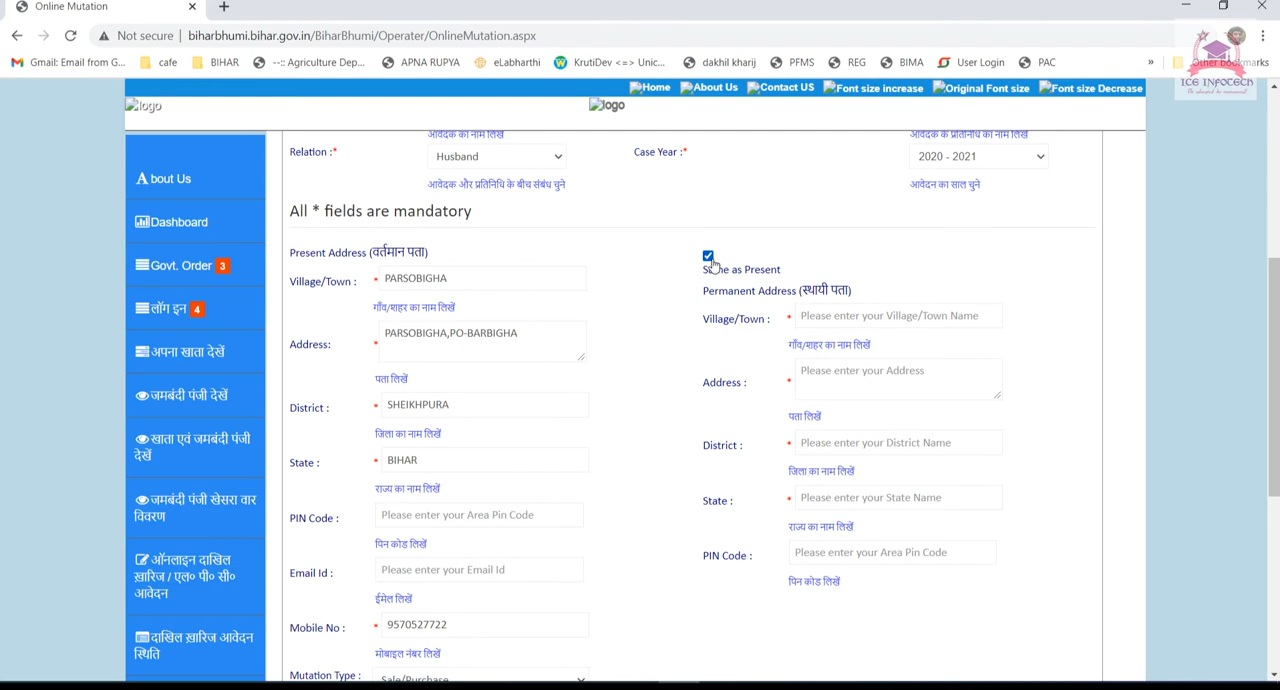 Online Mutation
Not secure | biharbhumi.bihar.gov.in/BiharBhumi/Operater/OnlineMutation.aspx
Gmail: Email from G... cafe BIHAR --:: Agriculture Dep... APNA RUPYA eLabharthi KrutiDev <=> Unic... dakhil kharij PFMS REG BIMA User Login PAC » Other bookmarks
ICE INFOTECH
Home About Us Contact US Font size increase Original Font size Font size Decrease
logo logo
आवेदक का नाम लिखें आवेदक के प्रतिनिधि का नाम लिखें
Relation :* Husband Case Year :* 2020 - 2021
आवेदक और प्रतिनिधि के बीच संबंध चुने आवेदन का साल चुने
All * fields are mandatory
About Us
Dashboard
Govt. Order 3
लॉग इन 4
अपना खाता देखें
जमबंदी पंजी देखें
खाता एवं जमबंदी पंजी
देखें
जमबंदी पंजी खेसरा वार
विवरण
ऑनलाइन दाखिल
ख़ारिज / एल० पी० सी०
आवेदन
दाखिल ख़ारिज आवेदन
स्थिति
Present Address (वर्तमान पता)
Village/Town : * PARSOBIGHA
गाँव/शहर का नाम लिखें
Address: * PARSOBIGHA,PO-BARBIGHA
पता लिखें
District : * SHEIKHPURA
जिला का नाम लिखें
State : * BIHAR
राज्य का नाम लिखें
PIN Code : Please enter your Area Pin Code
पिन कोड लिखें
Email Id : Please enter your Email Id
ईमेल लिखें
Mobile No : * 9570527722
मोबाइल नंबर लिखें
Mutation Type : Sale/Purchase
Same as Present
Permanent Address (स्थायी पता)
Village/Town : * Please enter your Village/Town Name
गाँव/शहर का नाम लिखें
Address : * Please enter your Address
पता लिखें
District : * Please enter your District Name
जिला का नाम लिखें
State : * Please enter your State Name
राज्य का नाम लिखें
PIN Code : Please enter your Area Pin Code
पिन कोड लिखें